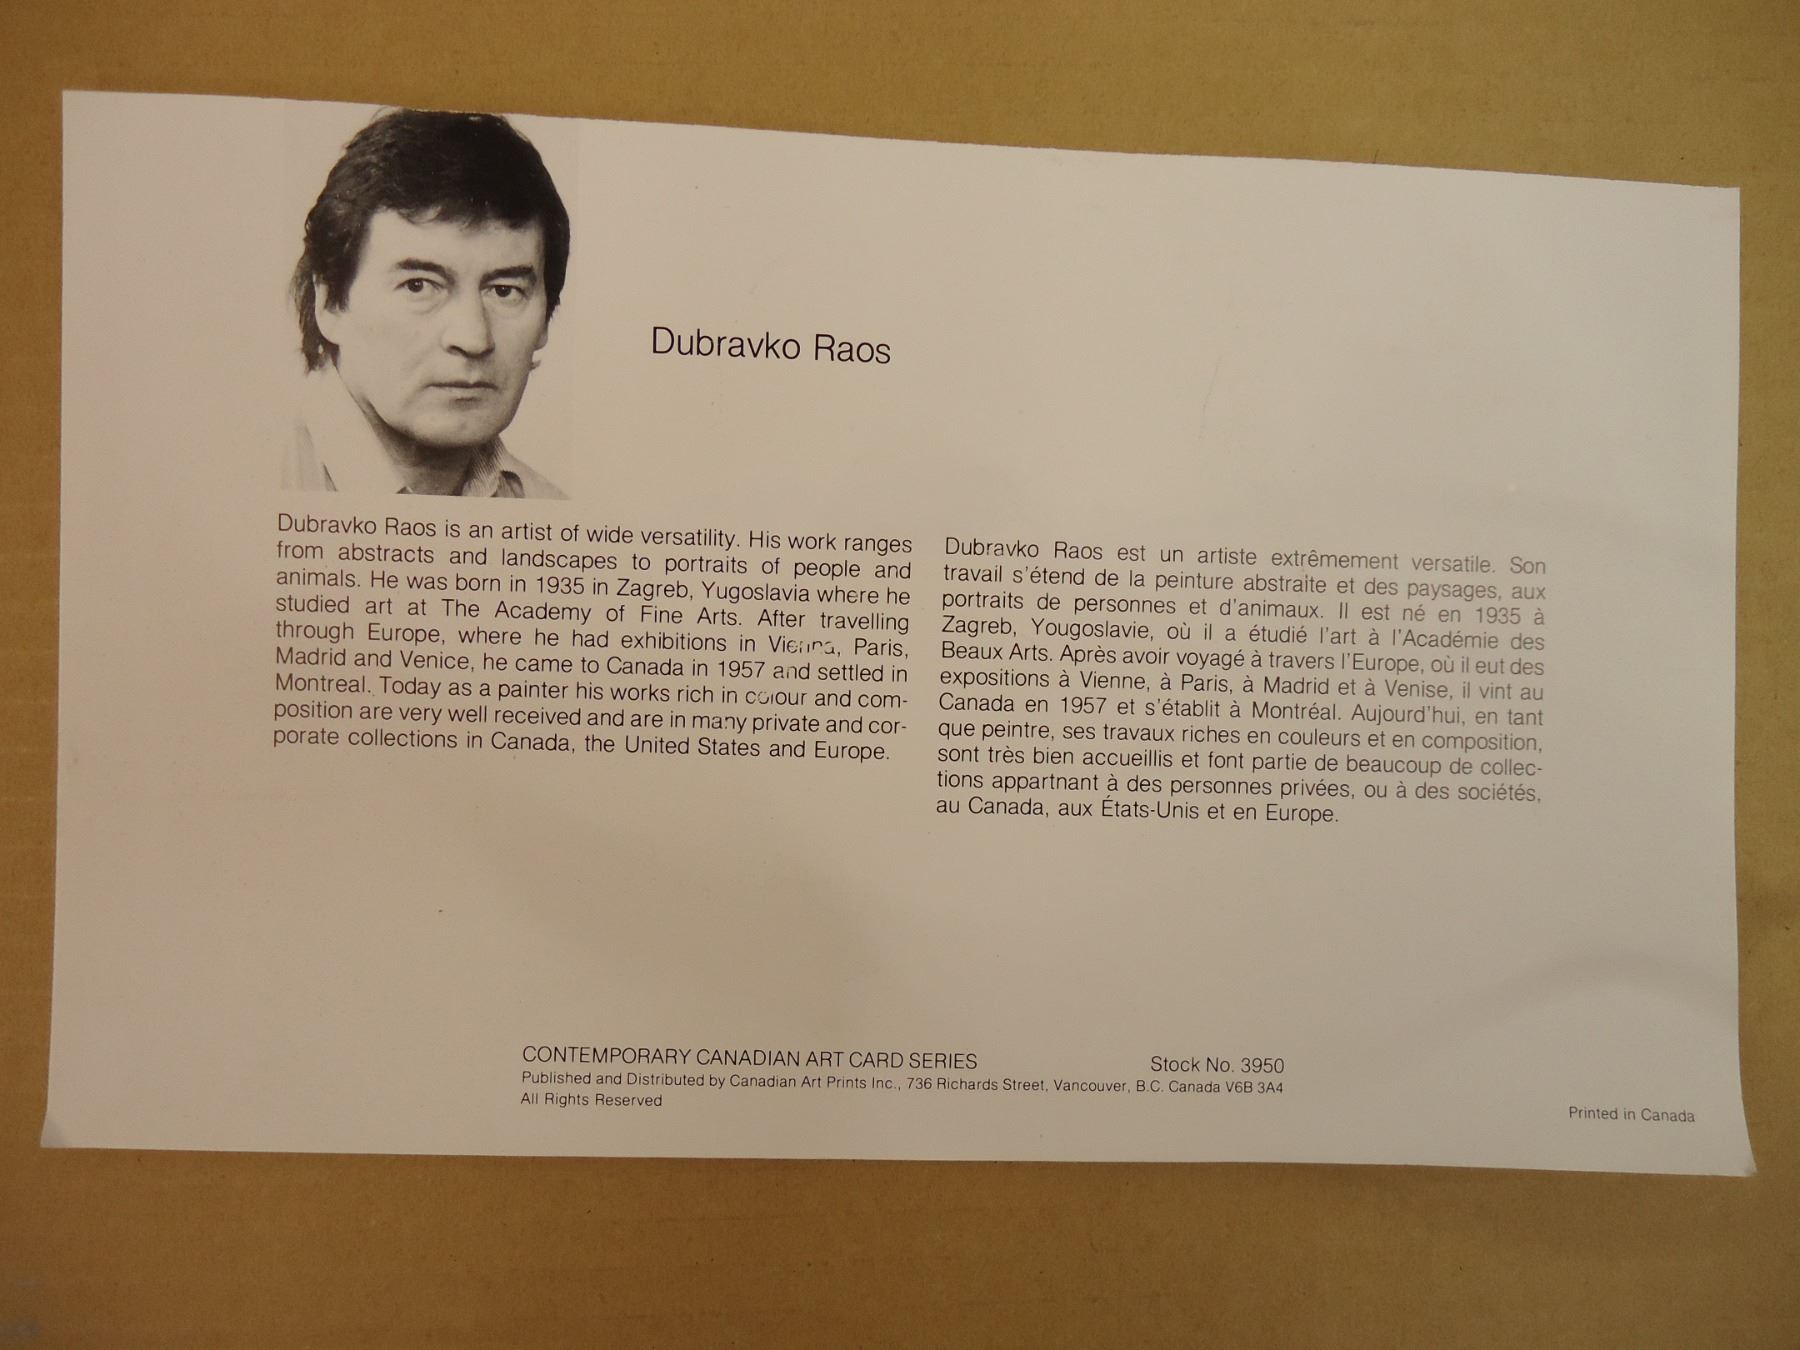 Dubravko Raos
Dubravko Raos is an artist of wide versatility. His work ranges
from abstracts and landscapes to portraits of people and
animals. He was born in 1935 in Zagreb, Yugoslavia where he
studied art at The Academy of Fine Arts. After travelling
through Europe, where he had exhibitions in Vienna, Paris,
Madrid and Venice, he came to Canada in 1957 and settled in
Montreal. Today as a painter his works rich in colour and com-
position are very well received and are in many private and cor-
porate collections in Canada, the United States and Europe.
Dubravko Raos est un artiste extrêmement versatile. Son
travail s'étend de la peinture abstraite et des paysages, aux
portraits de personnes et d'animaux. Il est né en 1935 à
Zagreb, Yougoslavie, où il a étudié l'art à l'Académie des
Beaux Arts. Après avoir voyagé à travers l'Europe, où il eut des
expositions à Vienne, à Paris, à Madrid et à Venise, il vint au
Canada en 1957 et s'établit à Montréal. Aujourd'hui, en tant
que peintre, ses travaux riches en couleurs et en composition,
sont très bien accueillis et font partie de beaucoup de collec-
tions appartnant à des personnes privées, ou à des sociétés,
au Canada, aux États-Unis et en Europe.
CONTEMPORARY CANADIAN ART CARD SERIES Stock No. 3950
Published and Distributed by Canadian Art Prints Inc., 736 Richards Street, Vancouver, B.C. Canada V6B 3A4
All Rights Reserved
Printed in Canada